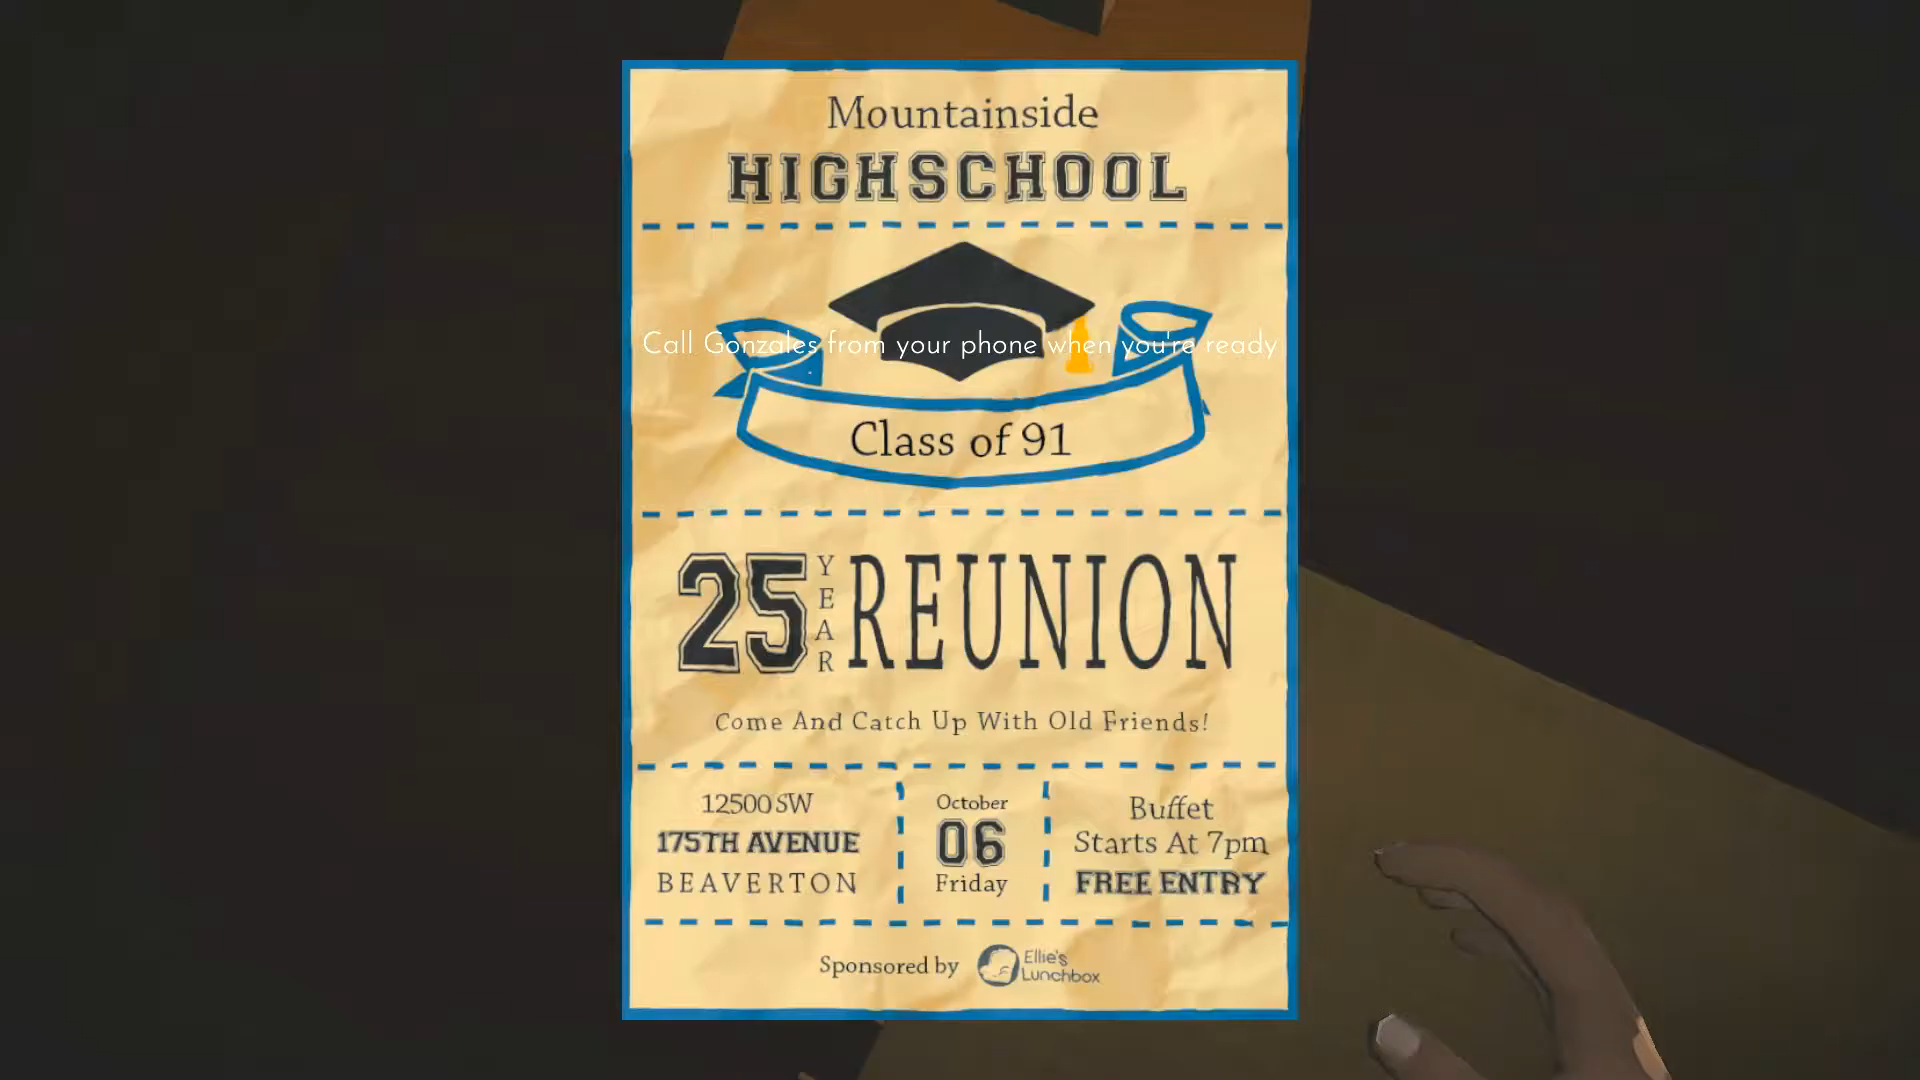 Mountainside
HIGHSCHOOL
Call Gonzales from your phone when you're ready
Class of 91
25 YEAR REUNION
Come And Catch Up With Old Friends!
12500 SW
175TH AVENUE
BEAVERTON
October
06
Friday
Buffet
Starts At 7pm
FREE ENTRY
Sponsored by
Ellie's
Lunchbox